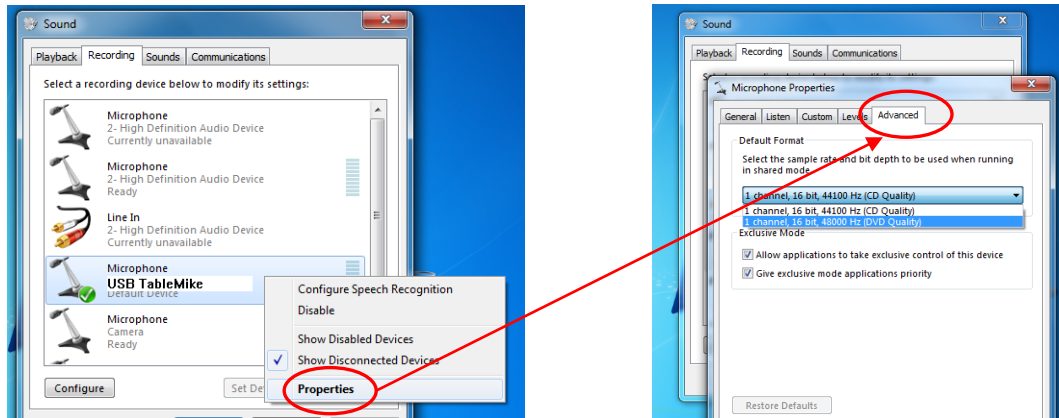 Sound
Playback Recording Sounds Communications
Select a recording device below to modify its settings:
Microphone
2- High Definition Audio Device
Currently unavailable
Microphone
2- High Definition Audio Device
Ready
Line In
2- High Definition Audio Device
Currently unavailable
Microphone
USB TableMike
Default Device
Microphone
Camera
Ready
Configure
Set De
Configure Speech Recognition
Disable
Show Disabled Devices
Show Disconnected Devices
Properties
Sound
Playback Recording Sounds Communications
Microphone Properties
General Listen Custom Levels Advanced
Default Format
Select the sample rate and bit depth to be used when running
in shared mode.
1 channel, 16 bit, 44100 Hz (CD Quality)
1 channel, 16 bit, 44100 Hz (CD Quality)
1 channel, 16 bit, 48000 Hz (DVD Quality)
Exclusive Mode
Allow applications to take exclusive control of this device
Give exclusive mode applications priority
Restore Defaults